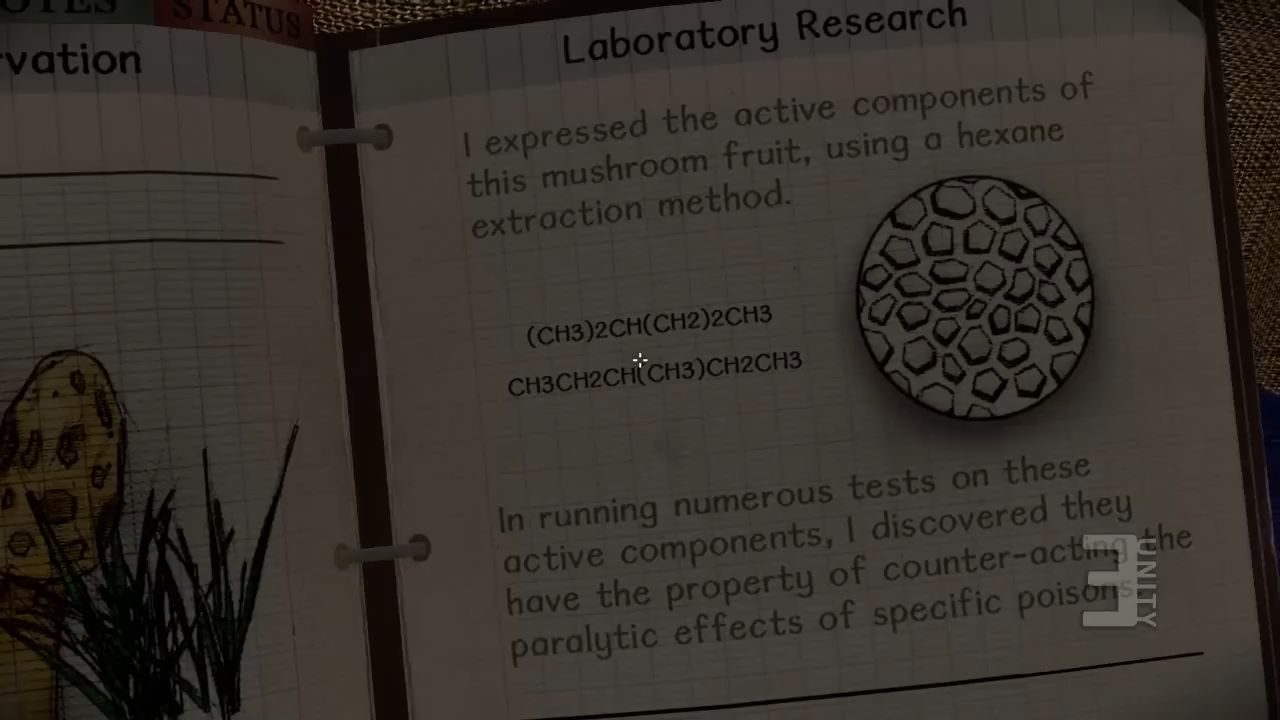 STATUS
vation
Laboratory Research
I expressed the active components of
this mushroom fruit, using a hexane
extraction method.
(CH3)2CH(CH2)2CH3
CH3CH2CH(CH3)CH2CH3
In running numerous tests on these
active components, I discovered they
have the property of counter-acting the
paralytic effects of specific poisons
UNITY